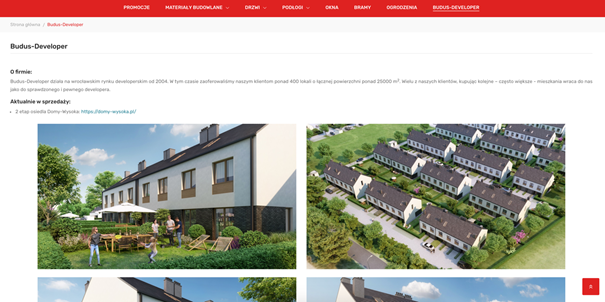 PROMOCJE MATERIAŁY BUDOWLANE DRZWI PODŁOGI OKNA BRAMY OGRODZENIA BUDUS-DEVELOPER
Strona główna | Budus-Developer
Budus-Developer
O firmie:
Budus-Developer działa na wrocławskim rynku deweloperskim od 2004. W tym czasie zaoferowaliśmy naszym klientom ponad 400 lokali o łącznej powierzchni ponad 25000 m². Wielu z naszych klientów, kupując kolejne – często większe - mieszkania wraca do nas
jako do sprawdzonego i pewnego dewelopera.
Aktualnie w sprzedaży:
2 etap osiedla Domy-Wysoka: https://domy-wysoka.pl/